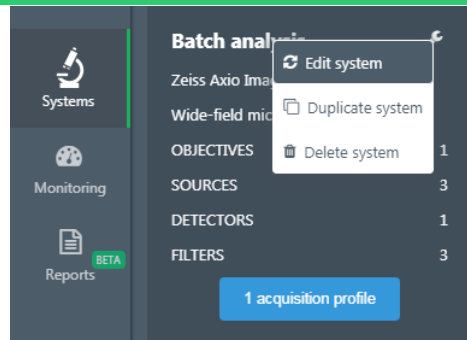 Batch anal
Edit system
Zeiss Axio Ima
Systems
Duplicate system
Wide-field mic
OBJECTIVES 1
Delete system
Monitoring
SOURCES 3
DETECTORS 1
FILTERS 3
BETA
Reports
1 acquisition profile